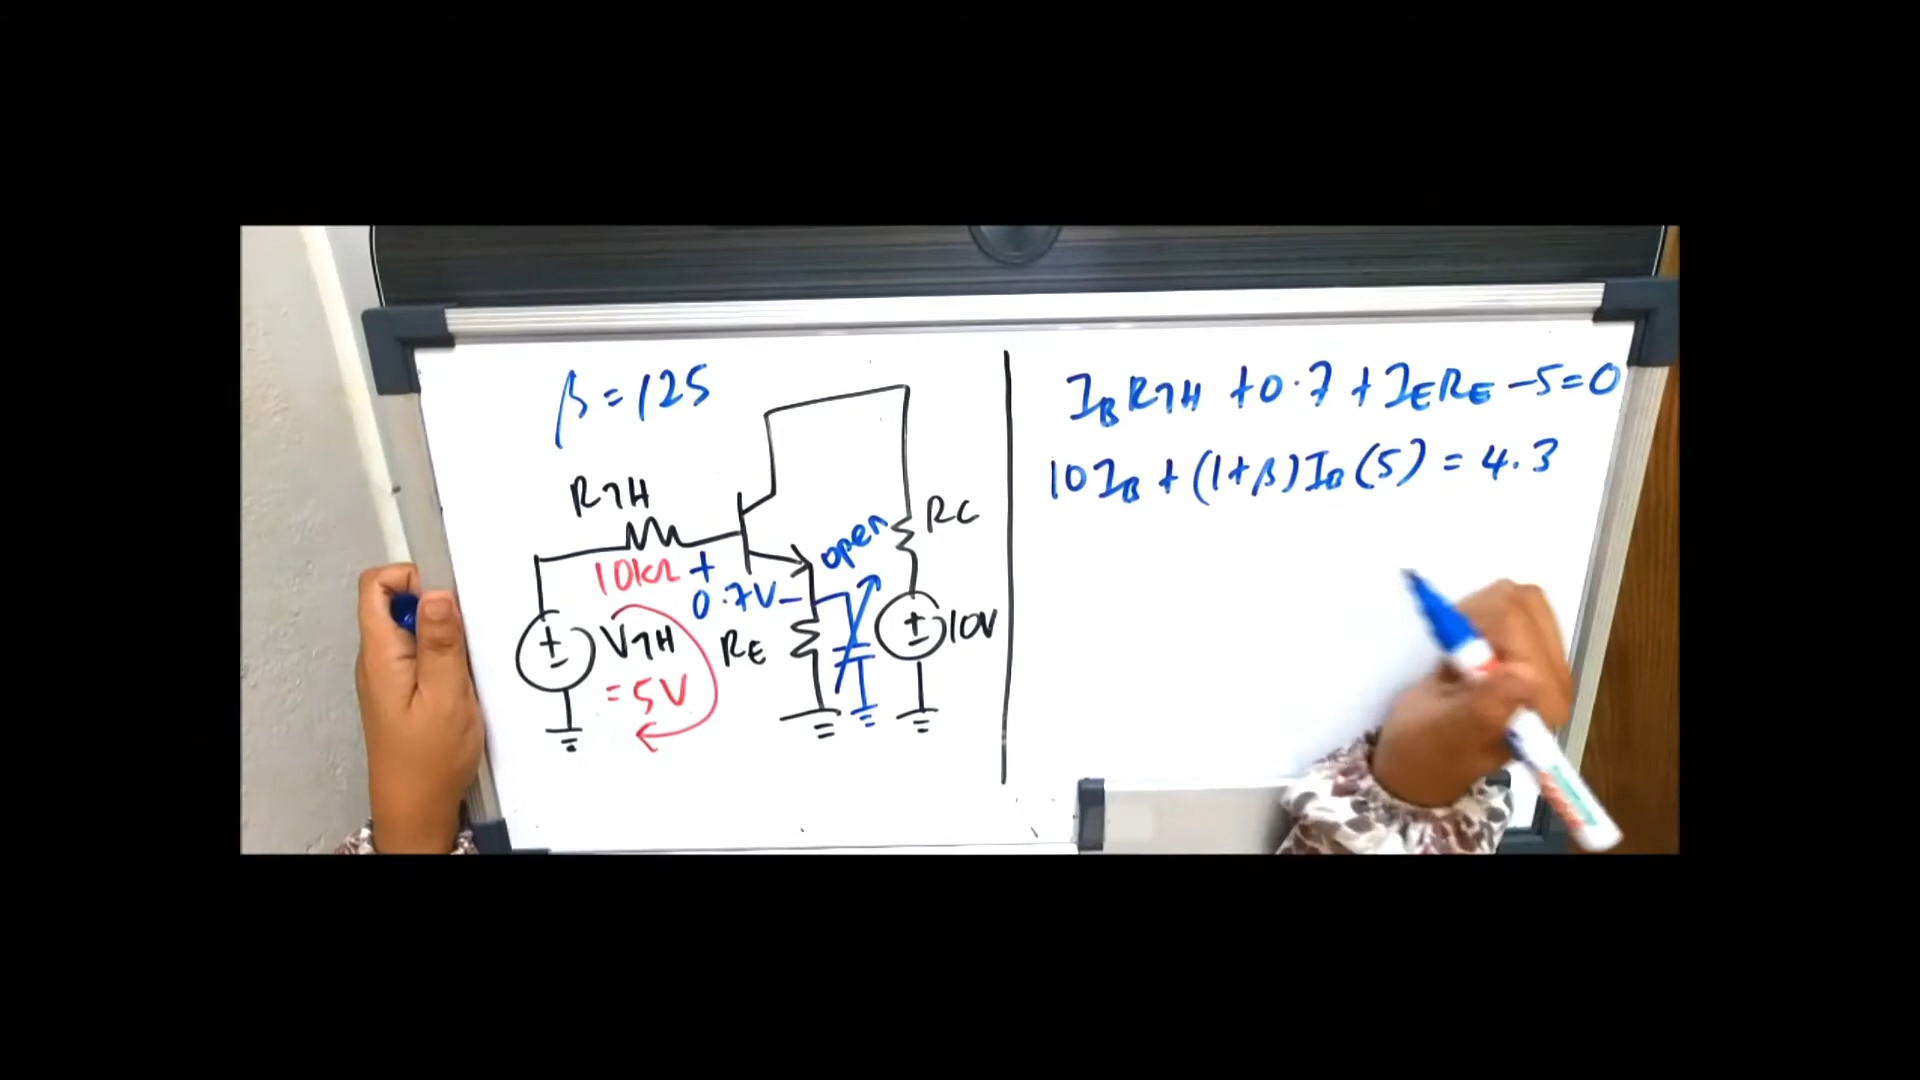 β = 125
RTH
10kΩ
+
0.7V -
open
RC
+
-
VTH
= 5V
RE
+
-
10V
IBRTH + 0.7 + IERE - 5 = 0
10IB + (1+β)IB(5) = 4.3